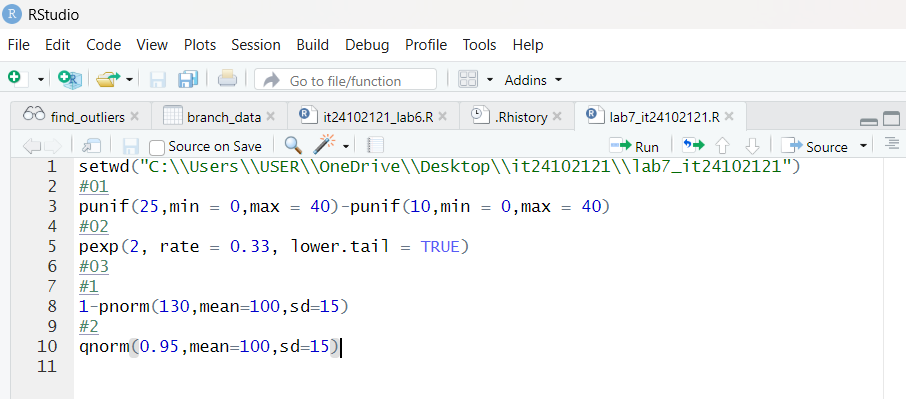 RStudio
File Edit Code View Plots Session Build Debug Profile Tools Help
Go to file/function Addins
find_outliers branch_data it24102121_lab6.R .Rhistory lab7_it24102121.R
Source on Save Run Source
1 setwd("C:\\Users\\USER\\OneDrive\\Desktop\\it24102121\\lab7_it24102121")
2 #01
3 punif(25,min = 0,max = 40)-punif(10,min = 0,max = 40)
4 #02
5 pexp(2, rate = 0.33, lower.tail = TRUE)
6 #03
7 #1
8 1-pnorm(130,mean=100,sd=15)
9 #2
10 qnorm(0.95,mean=100,sd=15)
11